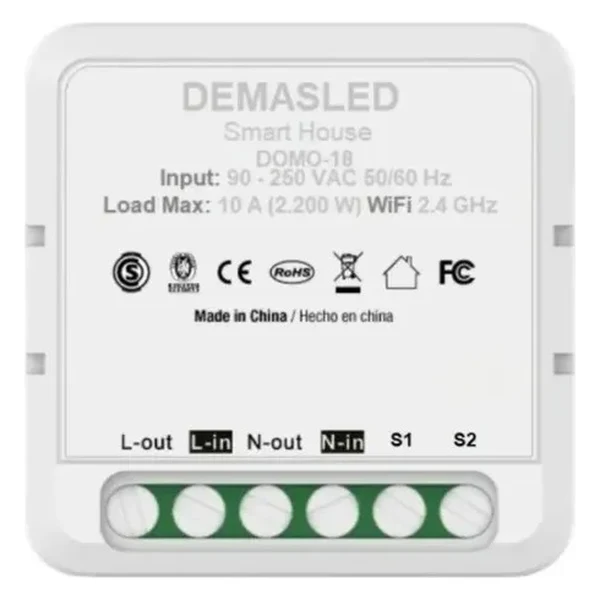 DEMASLED
Smart House
DOMO-18
Input: 90 - 250 VAC 50/60 Hz
Load Max: 10 A (2.200 W) WiFi 2.4 GHz
S CE RoHS FC
Made in China / Hecho en china
L-out L-in N-out N-in S1 S2